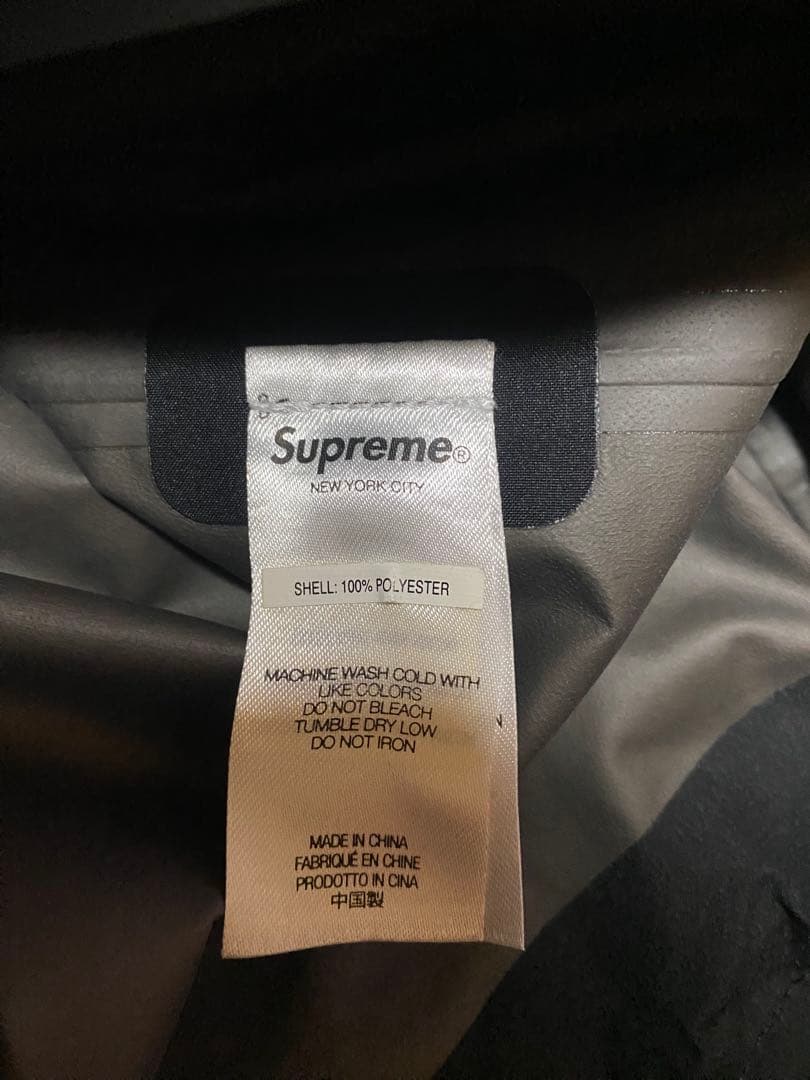 Supreme®
NEW YORK CITY
SHELL: 100% POLYESTER
MACHINE WASH COLD WITH
LIKE COLORS
DO NOT BLEACH
TUMBLE DRY LOW
DO NOT IRON
MADE IN CHINA
FABRIQUÉ EN CHINE
PRODOTTO IN CINA
中国製